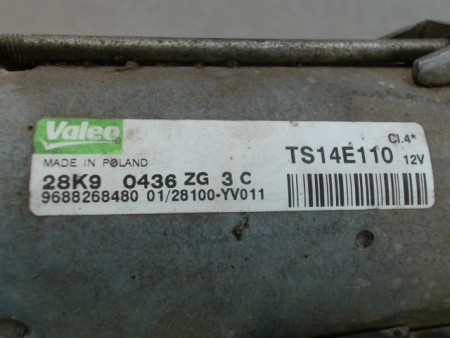 Valeo
MADE IN POLAND
28K9 0436 ZG 3 C
9688268480 01/28100-YV011
Cl.4*
TS14E110 12V